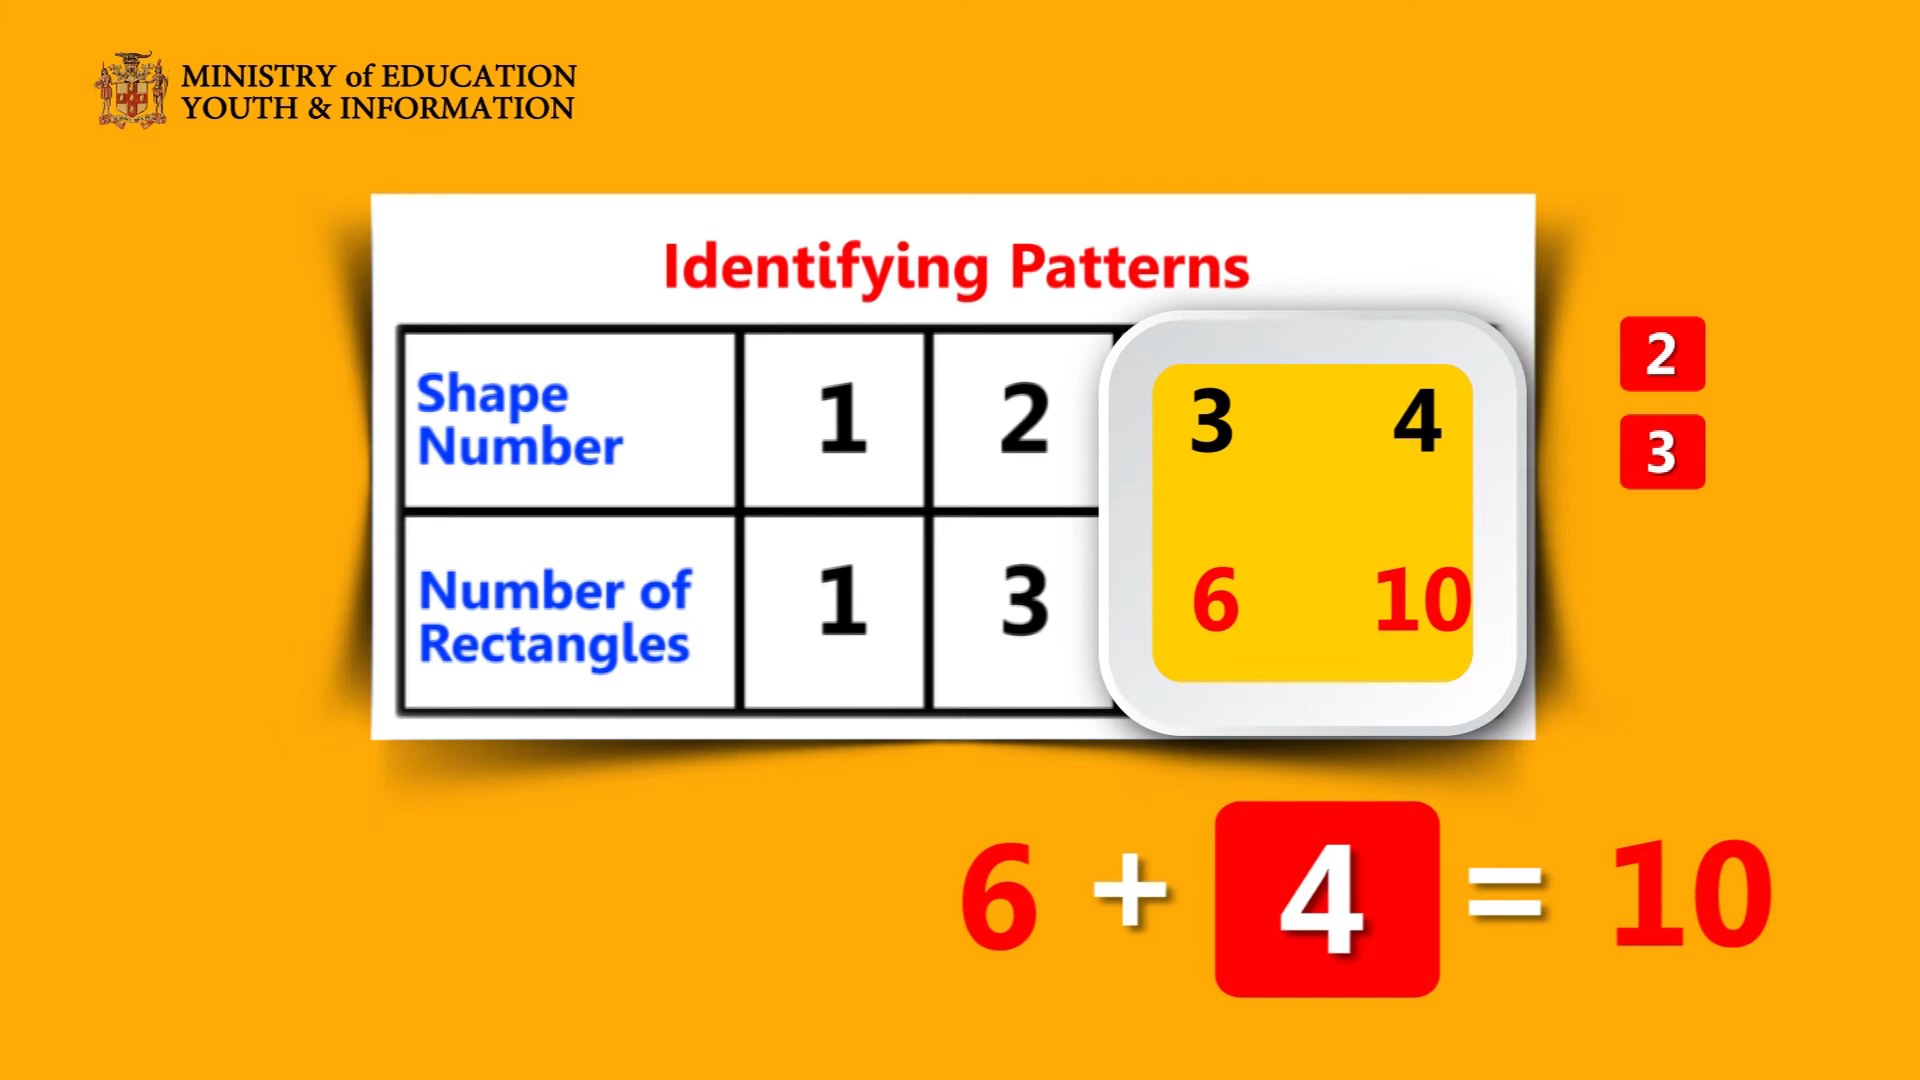 MINISTRY of EDUCATION
YOUTH & INFORMATION
Identifying Patterns
Shape
Number
1 2 3 4
Number of
Rectangles
1 3 6 10
2
3
6 + 4 = 10